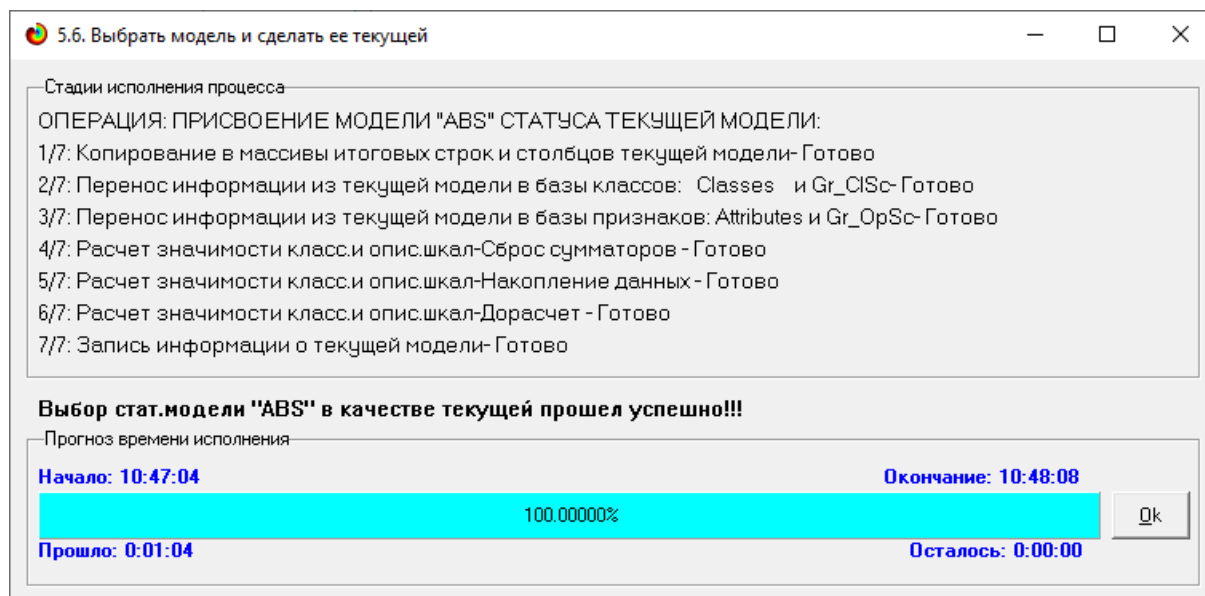 5.6. Выбрать модель и сделать ее текущей
Стадии исполнения процесса
ОПЕРАЦИЯ: ПРИСВОЕНИЕ МОДЕЛИ "ABS" СТАТУСА ТЕКУЩЕЙ МОДЕЛИ:
1/7: Копирование в массивы итоговых строк и столбцов текущей модели- Готово
2/7: Перенос информации из текущей модели в базы классов: Classes и Gr_ClSc- Готово
3/7: Перенос информации из текущей модели в базы признаков: Attributes и Gr_OpSc- Готово
4/7: Расчет значимости класс.и опис.шкал-Сброс сумматоров - Готово
5/7: Расчет значимости класс.и опис.шкал-Накопление данных - Готово
6/7: Расчет значимости класс.и опис.шкал-Дорасчет - Готово
7/7: Запись информации о текущей модели- Готово
Выбор стат.модели "ABS" в качестве текущей прошел успешно!!!
Прогноз времени исполнения
Начало: 10:47:04 Окончание: 10:48:08
100.00000% Ok
Прошло: 0:01:04 Осталось: 0:00:00